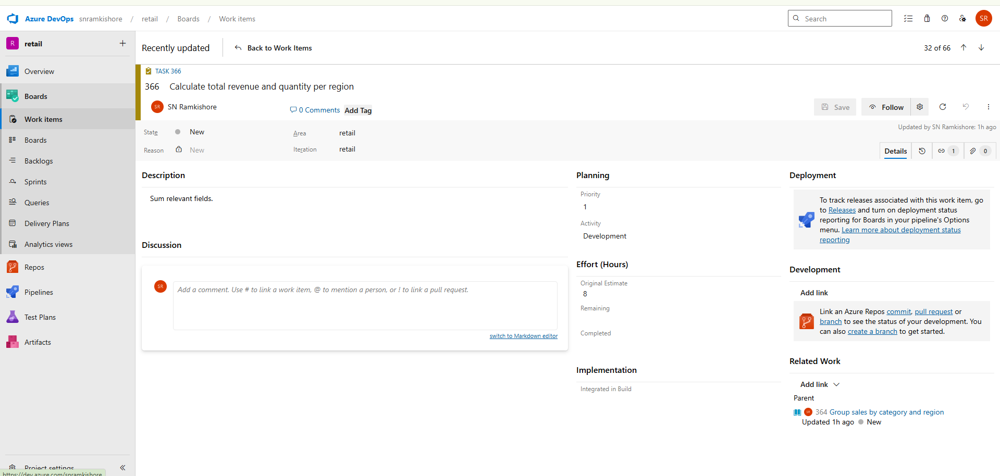 Azure DevOps snramkishore / retail / Boards / Work items
Search
SR
R retail
Overview
Boards
Work items
Boards
Backlogs
Sprints
Queries
Delivery Plans
Analytics views
Repos
Pipelines
Test Plans
Artifacts
Project settings
https://dev.azure.com/snramkishore
Recently updated
Back to Work Items
32 of 66
TASK 366
366 Calculate total revenue and quantity per region
SR SN Ramkishore
0 Comments
Add Tag
Save
Follow
State New
Area retail
Updated by SN Ramkishore: 1h ago
Reason New
Iteration retail
Details
1
0
Description
Sum relevant fields.
Discussion
SR
Add a comment. Use # to link a work item, @ to mention a person, or ! to link a pull request.
switch to Markdown editor
Planning
Priority
1
Activity
Development
Effort (Hours)
Original Estimate
8
Remaining
Completed
Implementation
Integrated in Build
Deployment
To track releases associated with this work item, go
to Releases and turn on deployment status
reporting for Boards in your pipeline's Options
menu. Learn more about deployment status
reporting
Development
Add link
Link an Azure Repos commit, pull request or
branch to see the status of your development. You
can also create a branch to get started.
Related Work
Add link
Parent
SR 364 Group sales by category and region
Updated 1h ago New